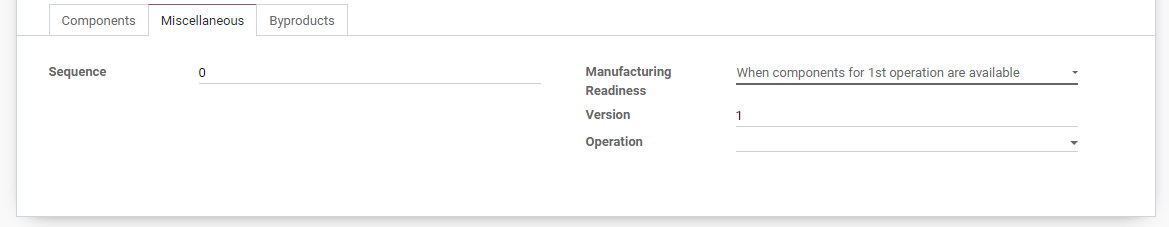 Components Miscellaneous Byproducts
Sequence 0 Manufacturing Readiness When components for 1st operation are available
Version 1
Operation